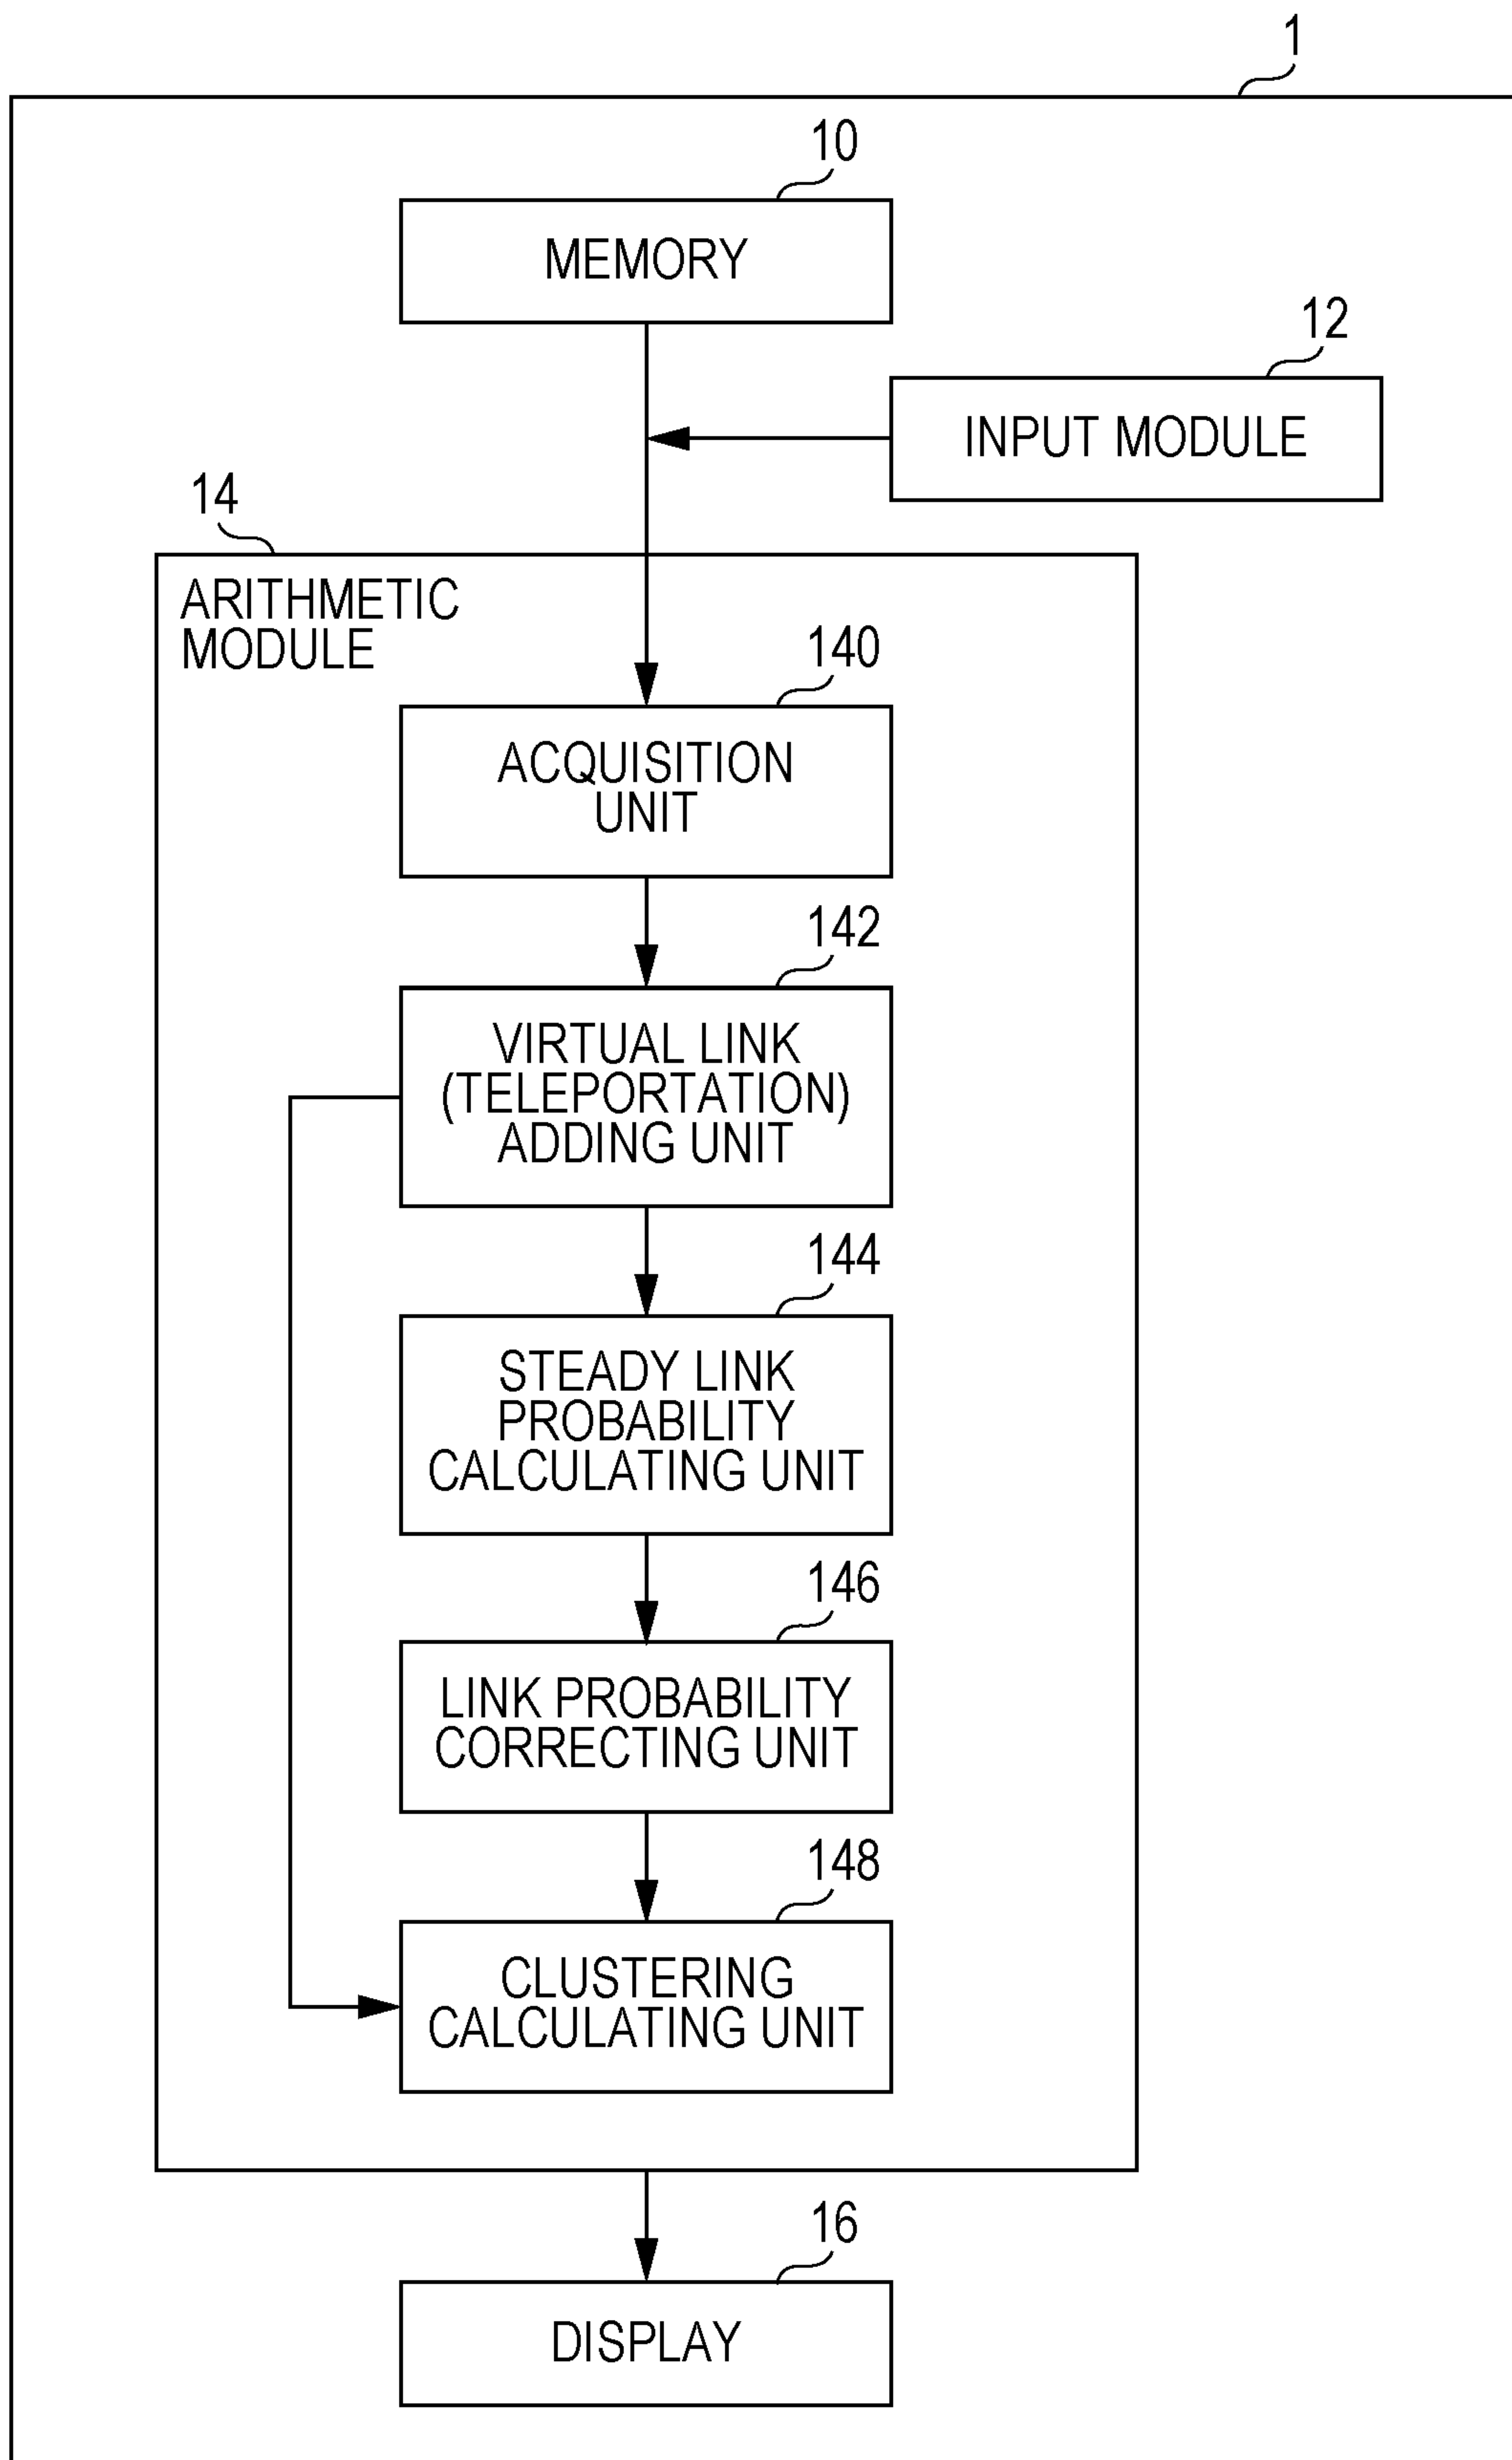 1
10
MEMORY
12
INPUT MODULE
14
ARITHMETIC
MODULE
140
ACQUISITION
UNIT
142
VIRTUAL LINK
(TELEPORTATION)
ADDING UNIT
144
STEADY LINK
PROBABILITY
CALCULATING UNIT
146
LINK PROBABILITY
CORRECTING UNIT
148
CLUSTERING
CALCULATING UNIT
16
DISPLAY